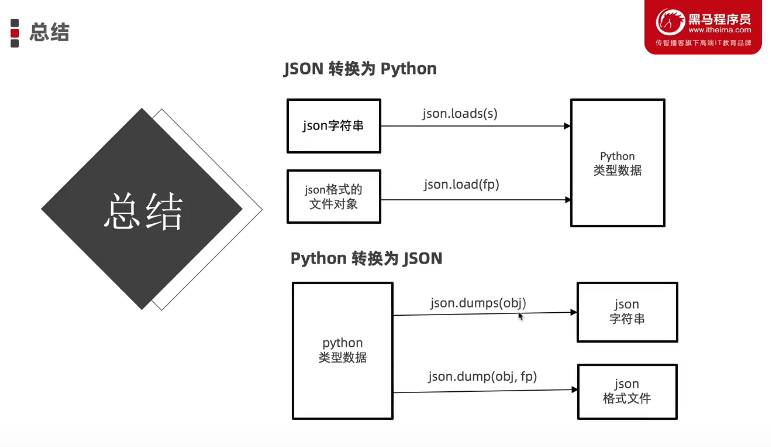 总结
黑马程序员
www.itheima.com
传智播客旗下高端IT教育品牌
JSON 转换为 Python
json字符串
json.loads(s)
Python
类型数据
json格式的
文件对象
json.load(fp)
总结
Python 转换为 JSON
python
类型数据
json.dumps(obj)
json
字符串
json.dump(obj, fp)
json
格式文件